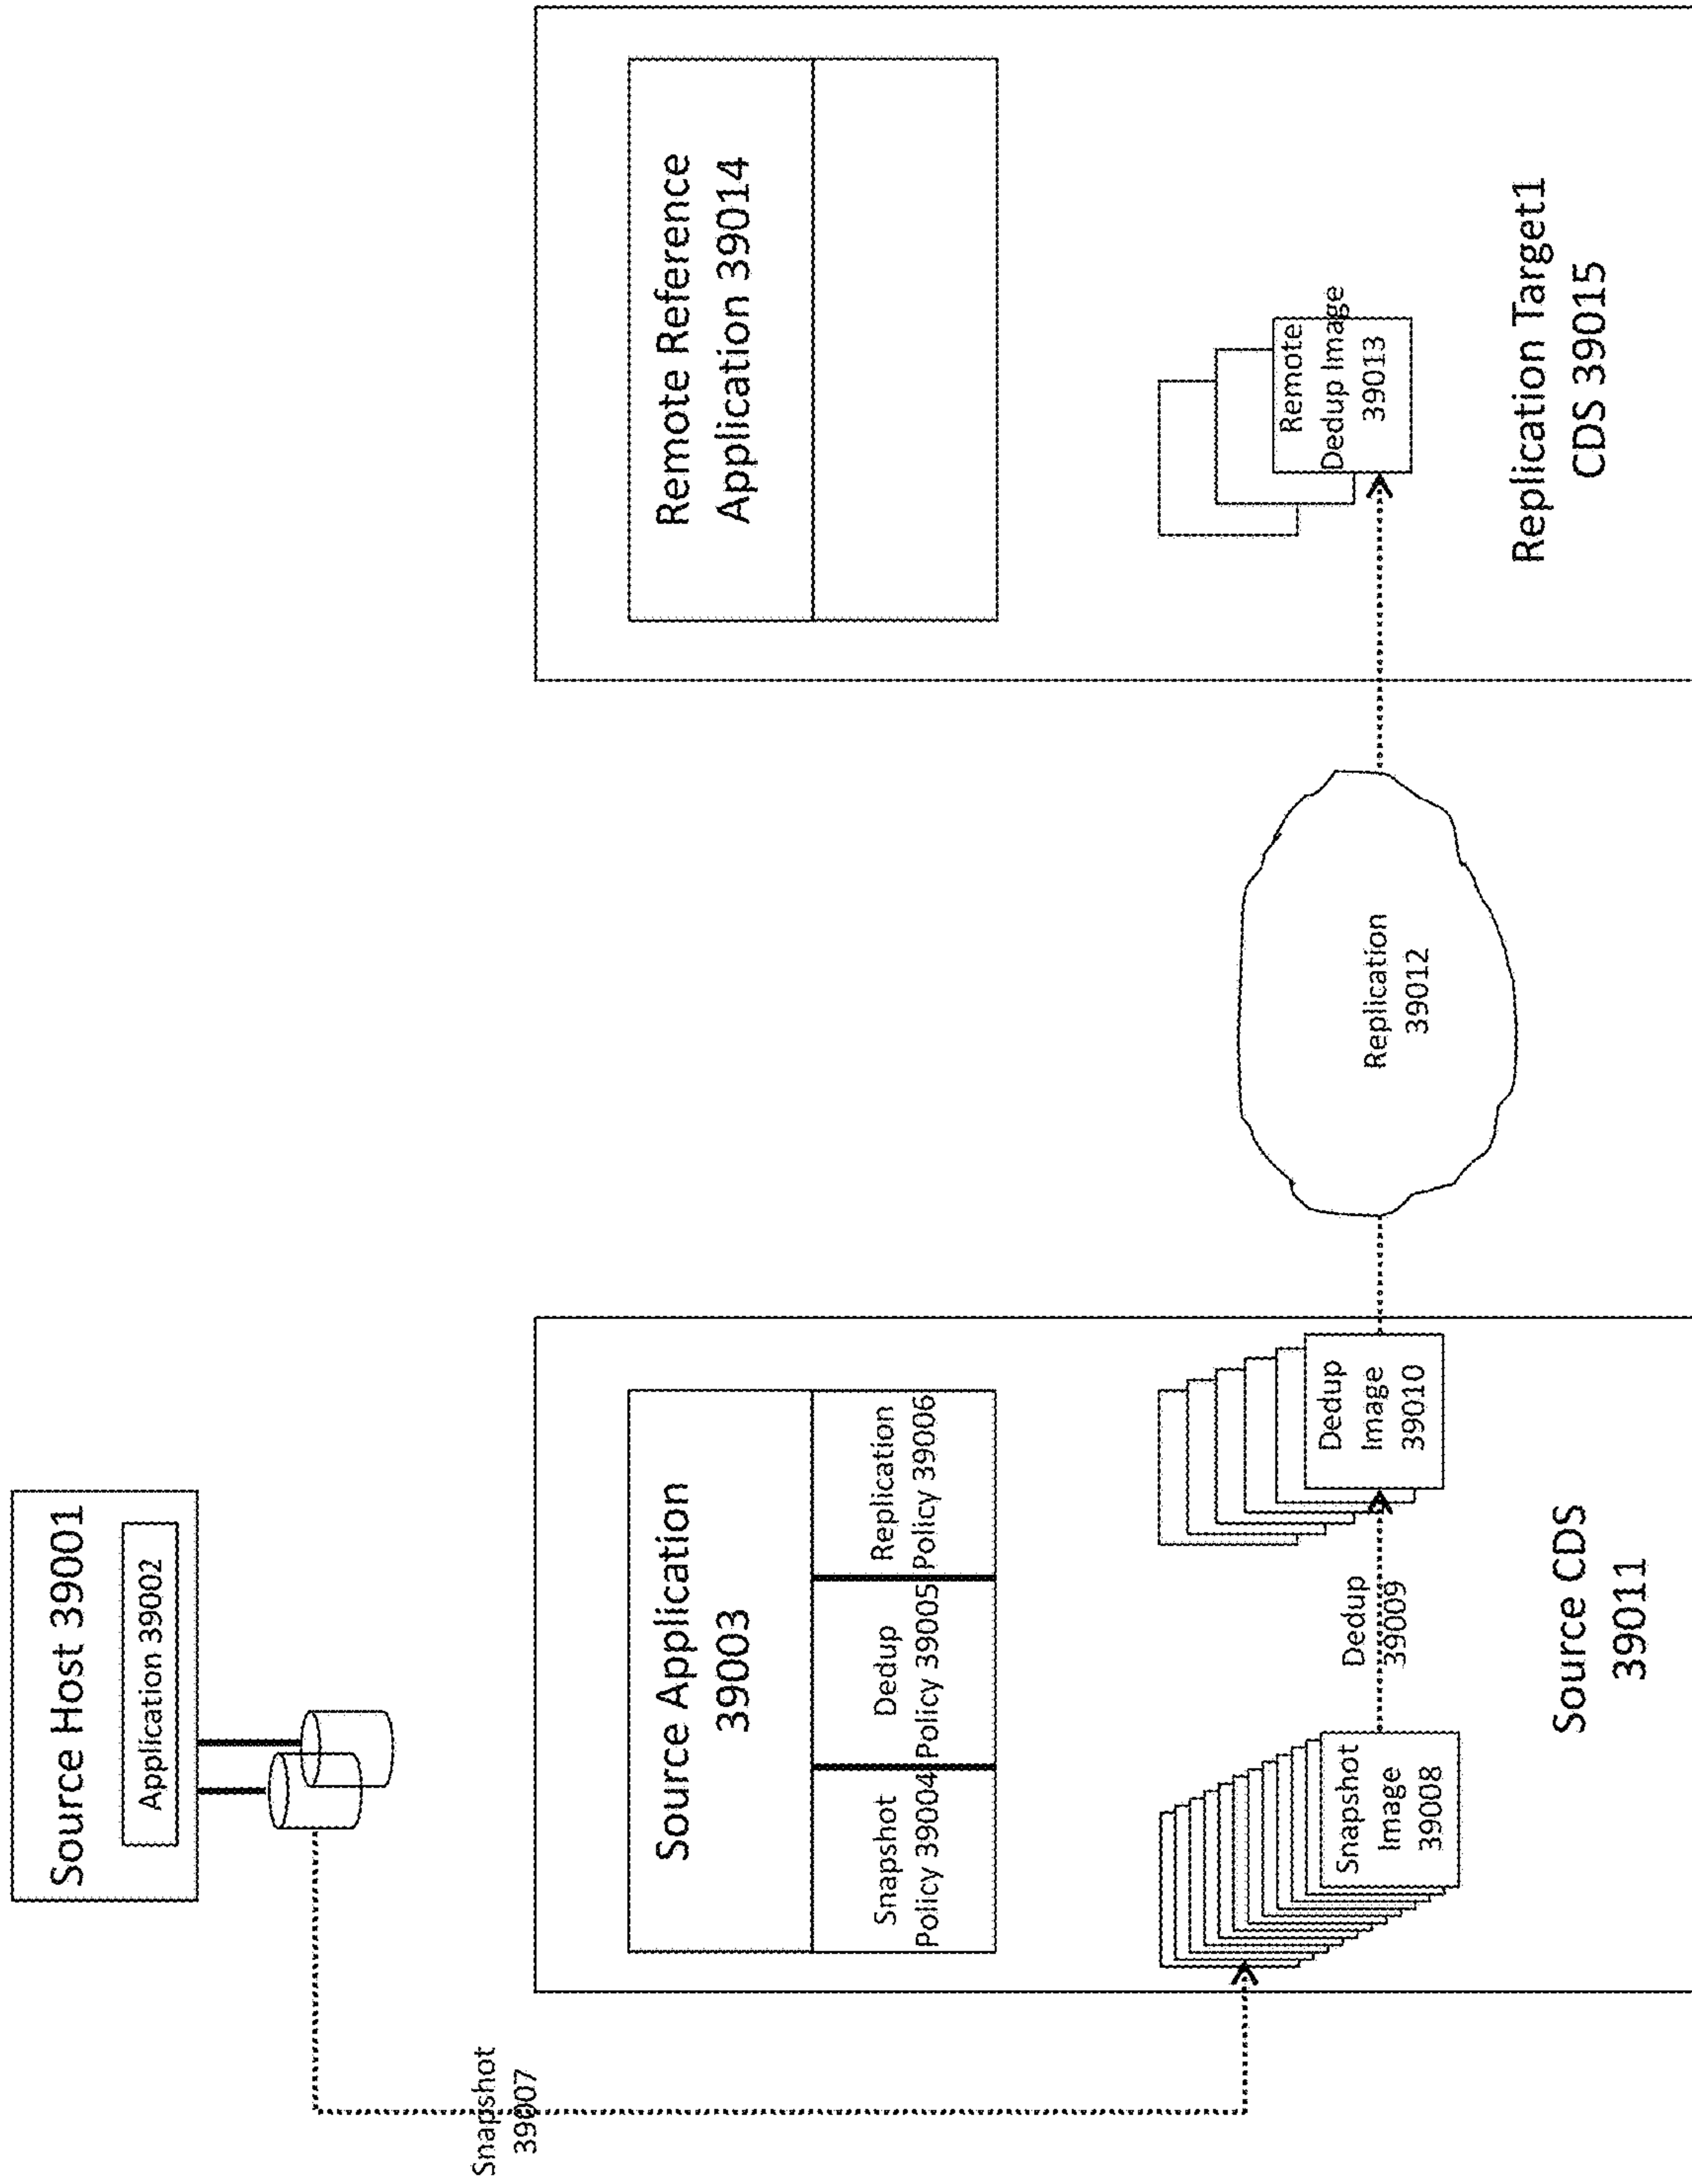 Source Host 39001
Application 39002
Snapshot
39007
Source Application
39003
Snapshot
Policy 39004
Dedup
Policy 39005
Replication
Policy 39006
Snapshot
Image
39008
Dedup
39009
Dedup
Image
39010
Source CDS
39011
Replication
39012
Remote Reference
Application 39014
Remote
Dedup Image
39013
Replication Target1
CDS 39015